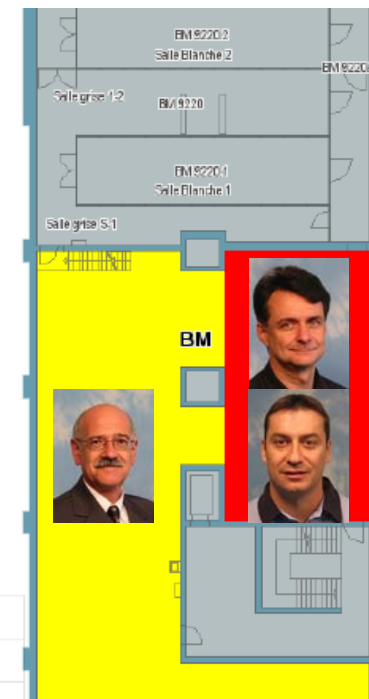 BM 9220.2
Salle Blanche 2
BM 9220.
Salle grise 1-2
BM 9220
BM 9220.1
Salle Blanche 1
Salle grise S-1
BM